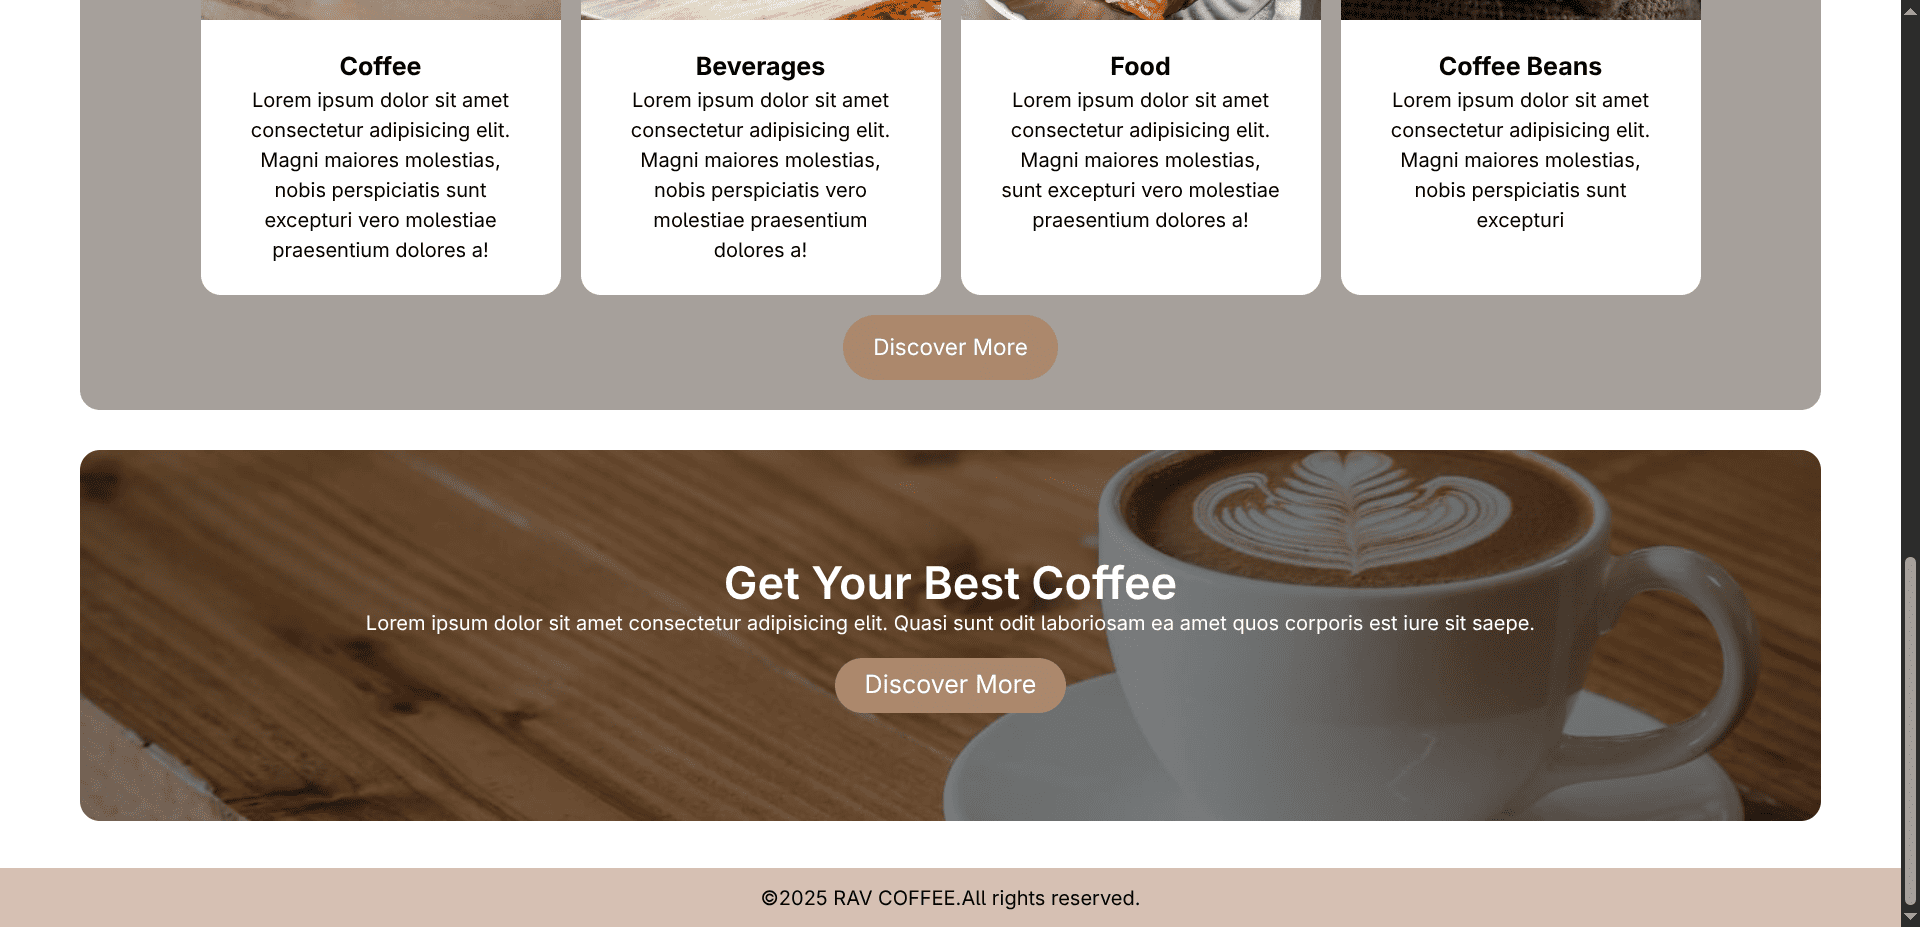 Coffee
Lorem ipsum dolor sit amet
consectetur adipisicing elit.
Magni maiores molestias,
nobis perspiciatis sunt
excepturi vero molestiae
praesentium dolores a!
Beverages
Lorem ipsum dolor sit amet
consectetur adipisicing elit.
Magni maiores molestias,
nobis perspiciatis vero
molestiae praesentium
dolores a!
Food
Lorem ipsum dolor sit amet
consectetur adipisicing elit.
Magni maiores molestias,
sunt excepturi vero molestiae
praesentium dolores a!
Coffee Beans
Lorem ipsum dolor sit amet
consectetur adipisicing elit.
Magni maiores molestias,
nobis perspiciatis sunt
excepturi
Discover More
Get Your Best Coffee
Lorem ipsum dolor sit amet consectetur adipisicing elit. Quasi sunt odit laboriosam ea amet quos corporis est iure sit saepe.
Discover More
©2025 RAV COFFEE.All rights reserved.